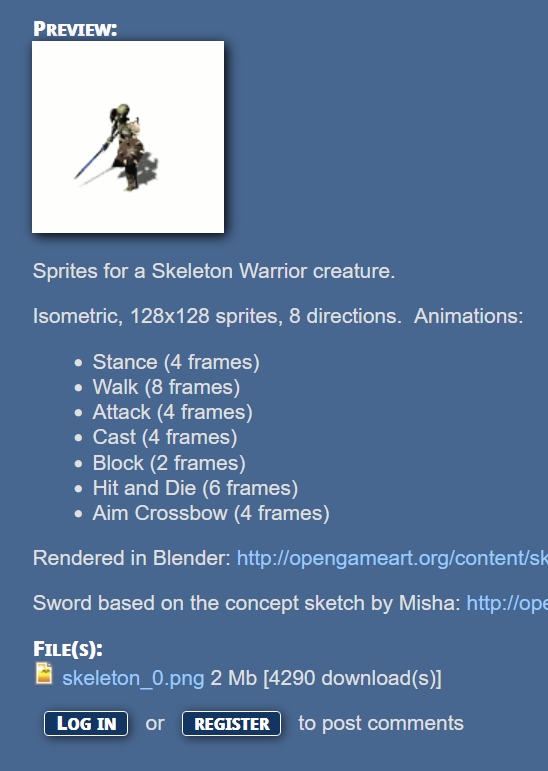 Preview:
Sprites for a Skeleton Warrior creature.
Isometric, 128x128 sprites, 8 directions.  Animations:
• Stance (4 frames)
• Walk (8 frames)
• Attack (4 frames)
• Cast (4 frames)
• Block (2 frames)
• Hit and Die (6 frames)
• Aim Crossbow (4 frames)
Rendered in Blender: http://opengameart.org/content/sk
Sword based on the concept sketch by Misha: http://ope
File(s):
skeleton_0.png 2 Mb [4290 download(s)]
Log in or register to post comments